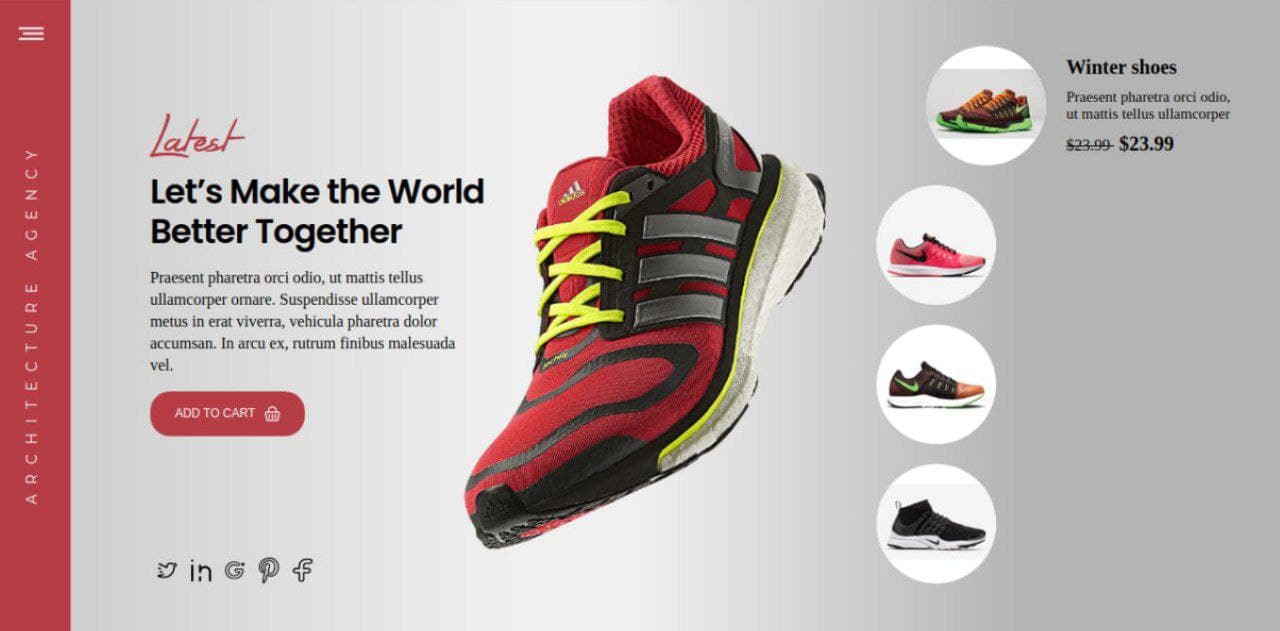 ARCHITECTURE AGENCY
Latest
Let’s Make the World
Better Together
Praesent pharetra orci odio, ut mattis tellus
ullamcorper ornare. Suspendisse ullamcorper
metus in erat viverra, vehicula pharetra dolor
accumsan. In arcu ex, rutrum finibus malesuada
vel.
ADD TO CART
in
adidas
Winter shoes
Praesent pharetra orci odio,
ut mattis tellus ullamcorper
$23.99 $23.99